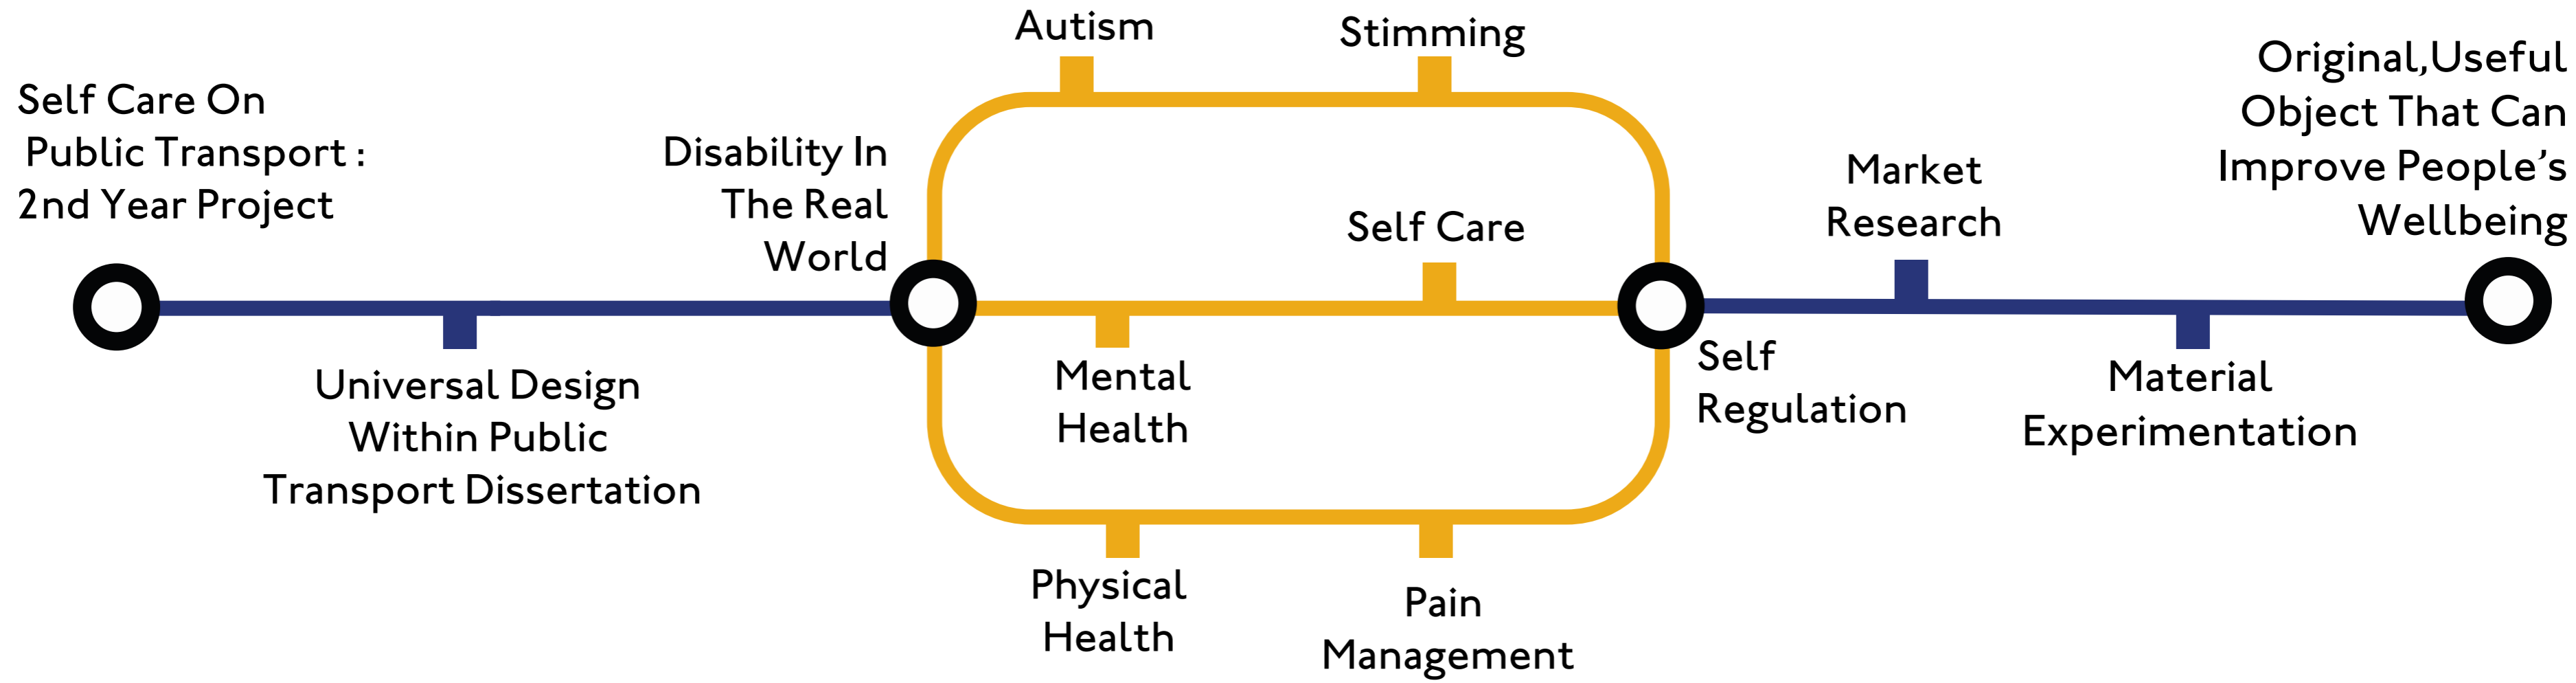 Self Care On
Public Transport :
2nd Year Project
Universal Design
Within Public
Transport Dissertation
Disability In
The Real
World
Autism
Stimming
Mental
Health
Self Care
Physical
Health
Pain
Management
Self
Regulation
Market
Research
Material
Experimentation
Original,Useful
Object That Can
Improve People’s
Wellbeing